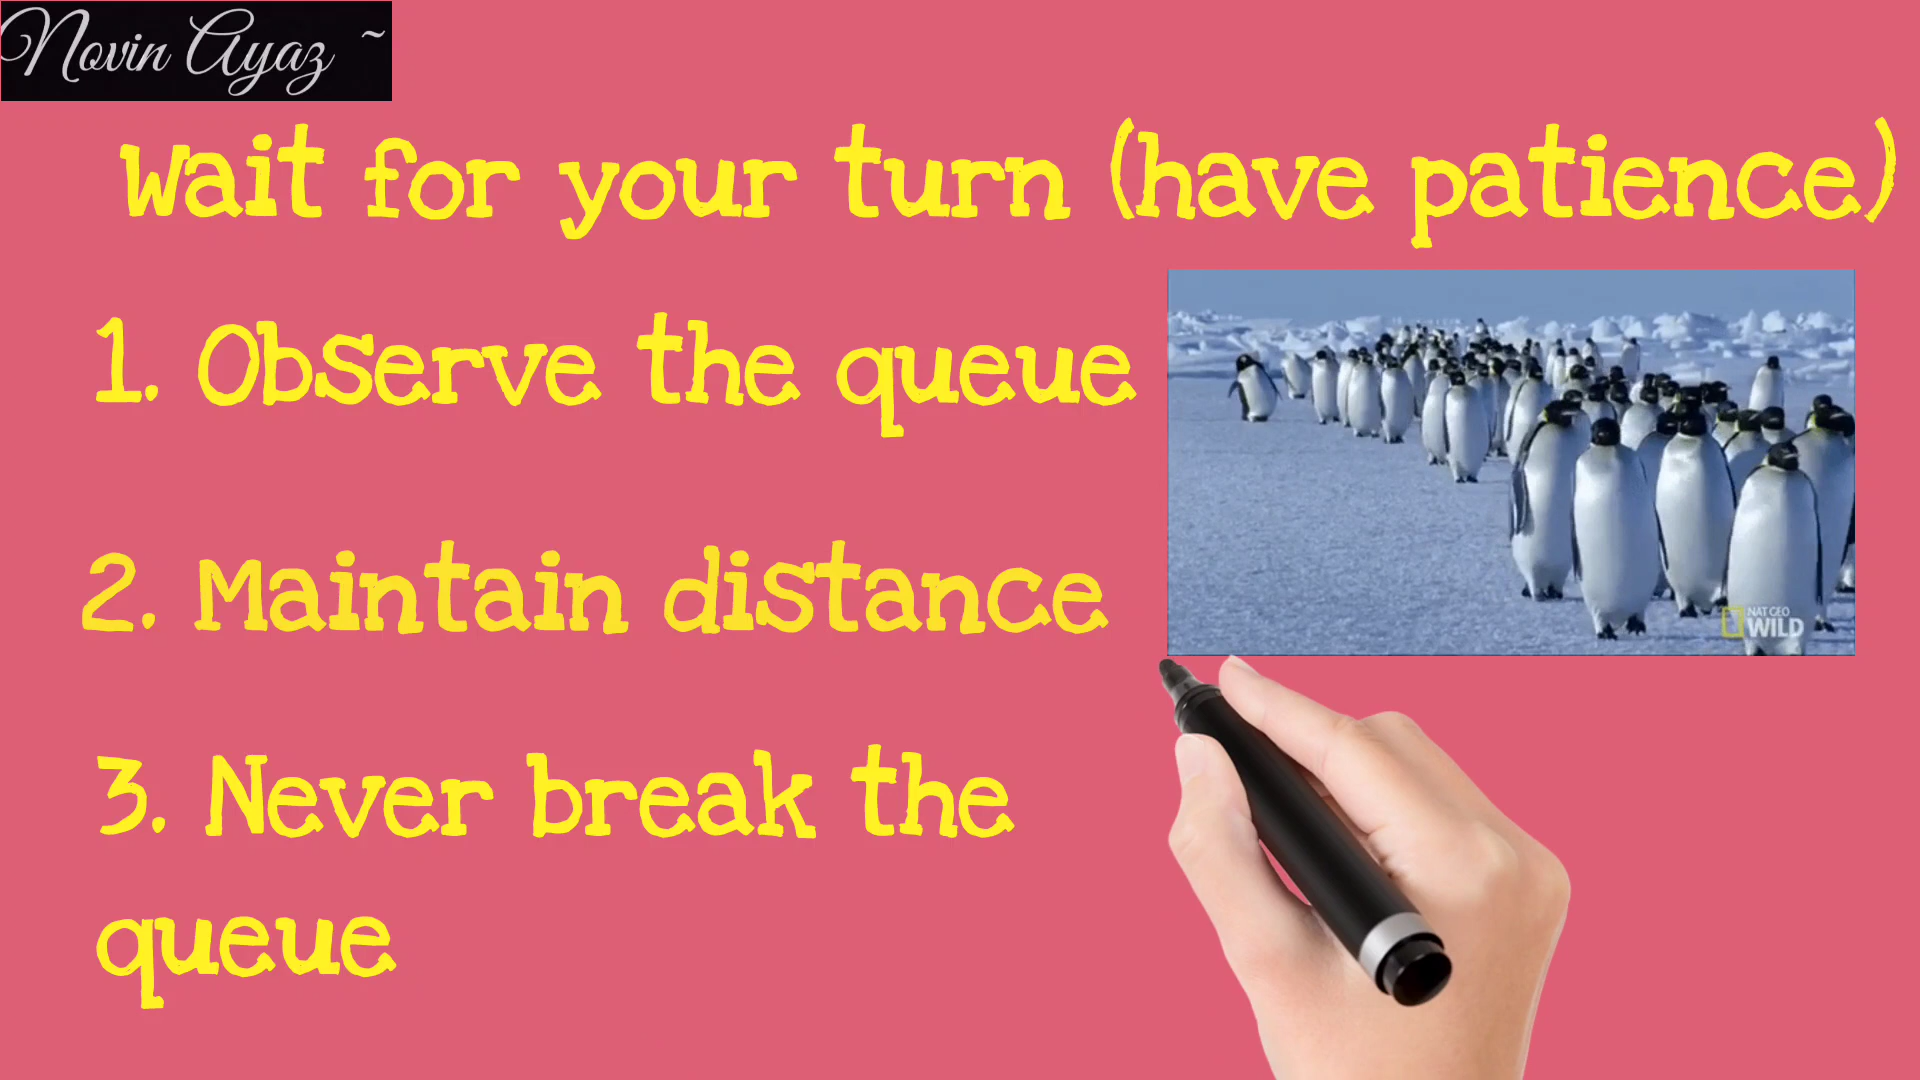 Novin Ayaz ~
Wait for your turn (have patience)
1. Observe the queue
2. Maintain distance
3. Never break the
queue
NAT GEO
WILD